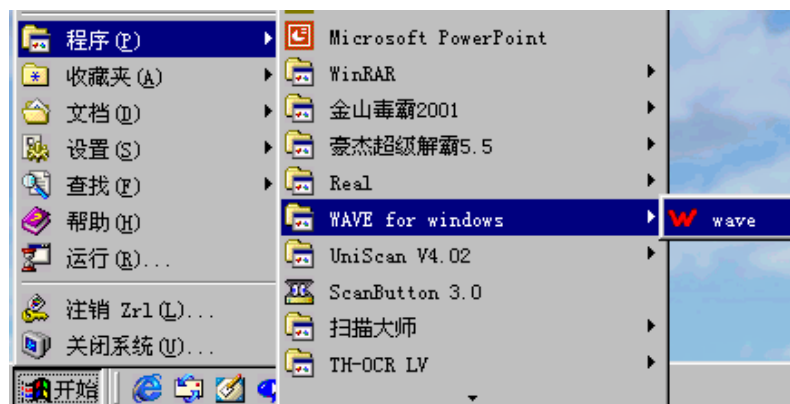 程序(P)
收藏夹(A)
文档(D)
设置(S)
查找(F)
帮助(H)
运行(R)...
注销 Zrl(L)...
关闭系统(U)...
开始
Microsoft PowerPoint
WinRAR
金山毒霸2001
豪杰超级解霸5.5
Real
WAVE for windows
UniScan V4.02
ScanButton 3.0
扫描大师
TH-OCR LV
wave